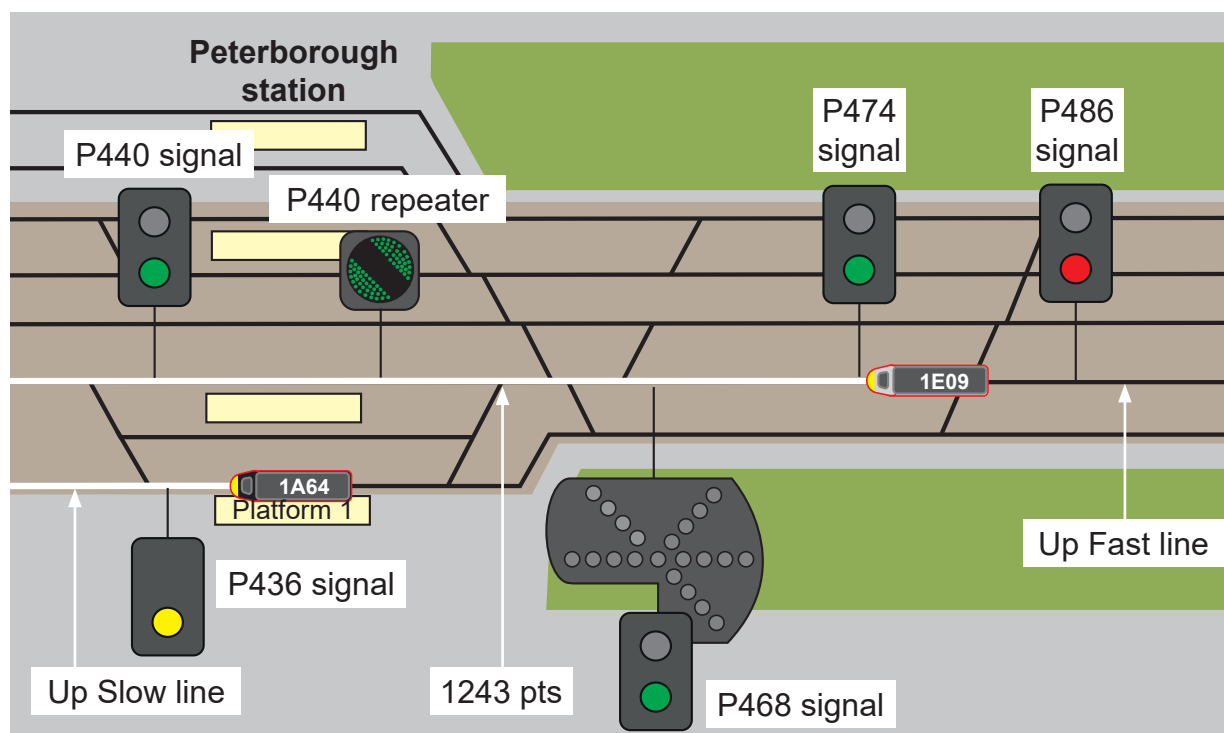 Peterborough
station
P440 signal
P440 repeater
P474
signal
P486
signal
1E09
1A64
Platform 1
P436 signal
Up Fast line
Up Slow line
1243 pts
P468 signal